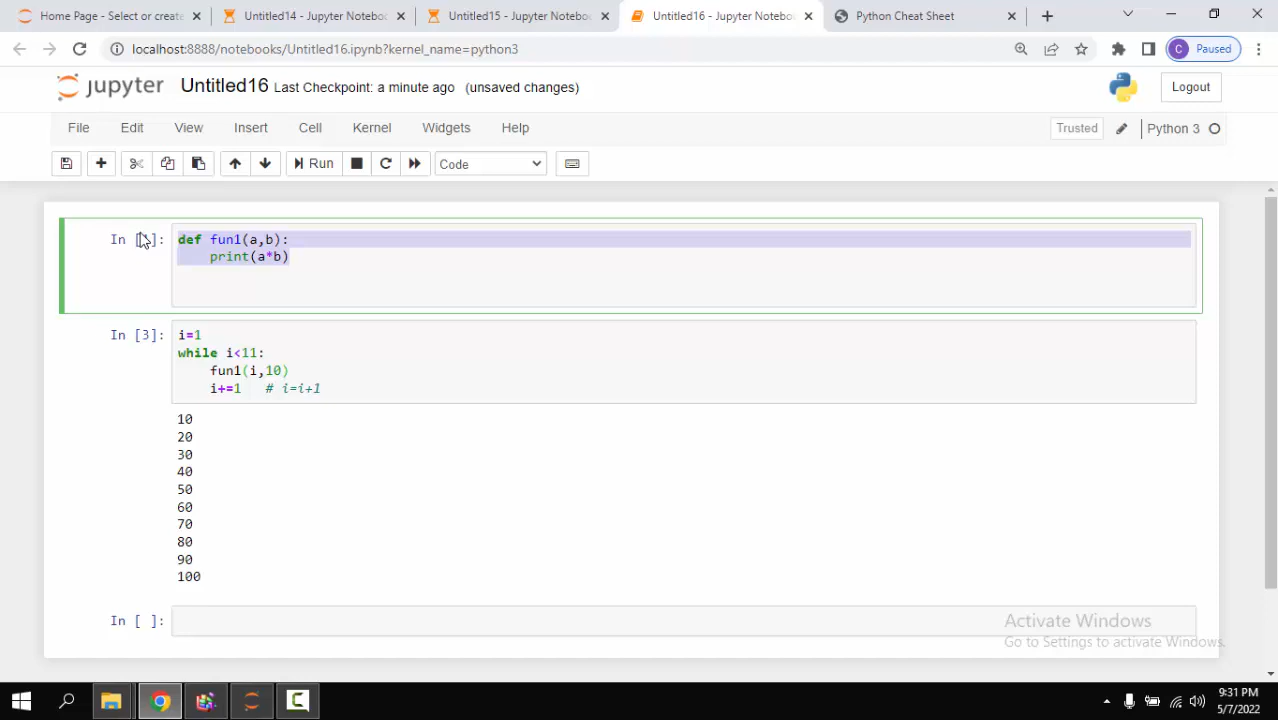 Home Page - Select or create
Untitled14 - Jupyter Notebo
Untitled15 - Jupyter Notebo
Untitled16 - Jupyter Notebo
Python Cheat Sheet
localhost:8888/notebooks/Untitled16.ipynb?kernel_name=python3
C Paused
jupyter Untitled16 Last Checkpoint: a minute ago (unsaved changes)
Logout
File Edit View Insert Cell Kernel Widgets Help
Trusted Python 3
Run Code
In [ ]: def fun1(a,b):
print(a*b)
In [3]: i=1
while i<11:
fun1(i,10)
i+=1 # i=i+1
10
20
30
40
50
60
70
80
90
100
In [ ]:
Activate Windows
Go to Settings to activate Windows.
9:31 PM
5/7/2022